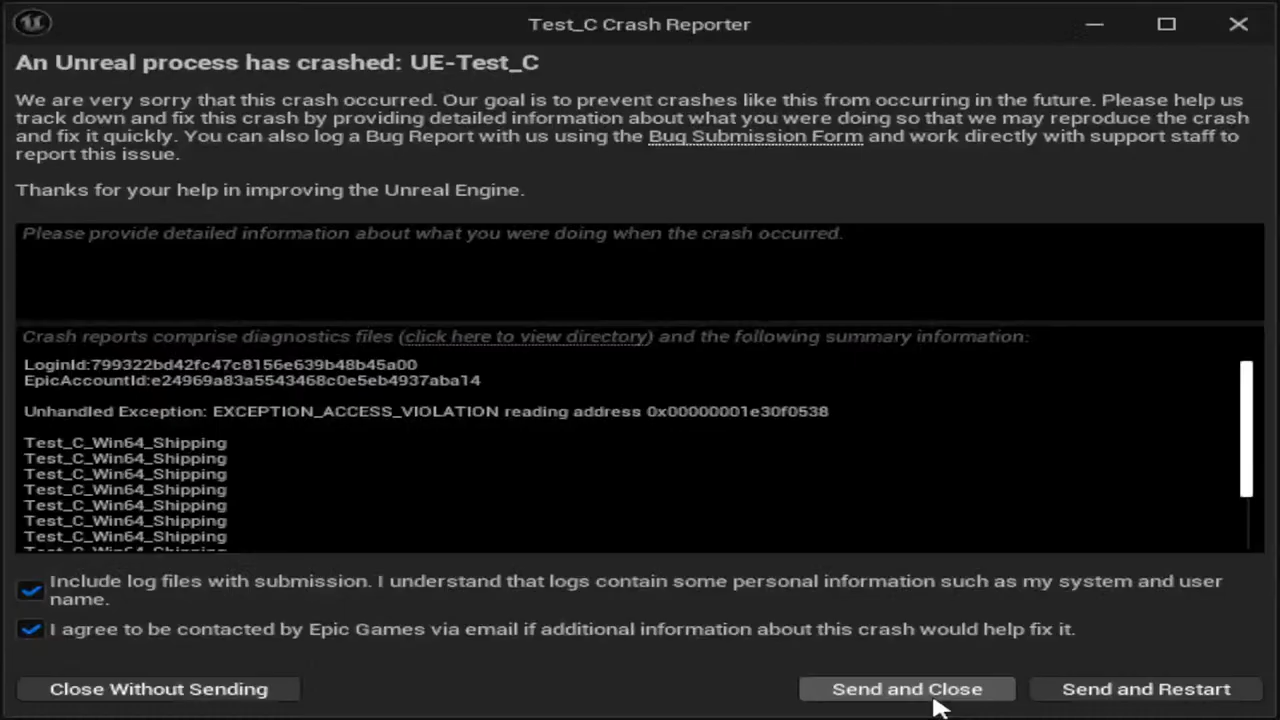 Test_C Crash Reporter
An Unreal process has crashed: UE-Test_C
We are very sorry that this crash occurred. Our goal is to prevent crashes like this from occurring in the future. Please help us
track down and fix this crash by providing detailed information about what you were doing so that we may reproduce the crash
and fix it quickly. You can also log a Bug Report with us using the Bug Submission Form and work directly with support staff to
report this issue.
Thanks for your help in improving the Unreal Engine.
Please provide detailed information about what you were doing when the crash occurred.
Crash reports comprise diagnostics files (click here to view directory) and the following summary information:
LoginId:799322bd42fc47c8156e639b48b45a00
EpicAccountId:e24969a83a5543468c0e5eb4937aba14
Unhandled Exception: EXCEPTION_ACCESS_VIOLATION reading address 0x00000001e30f0538
Test_C_Win64_Shipping
Test_C_Win64_Shipping
Test_C_Win64_Shipping
Test_C_Win64_Shipping
Test_C_Win64_Shipping
Test_C_Win64_Shipping
Test_C_Win64_Shipping
Test_C_Win64_Shipping
Include log files with submission. I understand that logs contain some personal information such as my system and user
name.
I agree to be contacted by Epic Games via email if additional information about this crash would help fix it.
Close Without Sending
Send and Close
Send and Restart